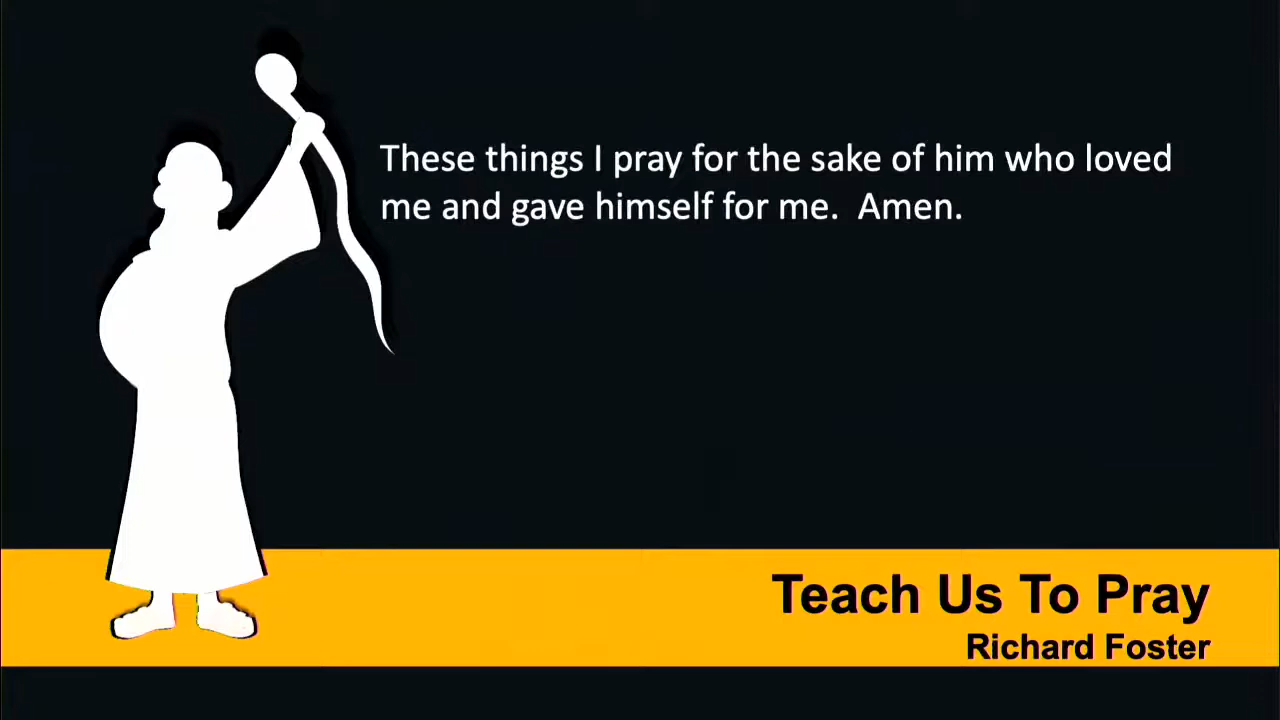 These things I pray for the sake of him who loved
me and gave himself for me.  Amen.
Teach Us To Pray
Richard Foster